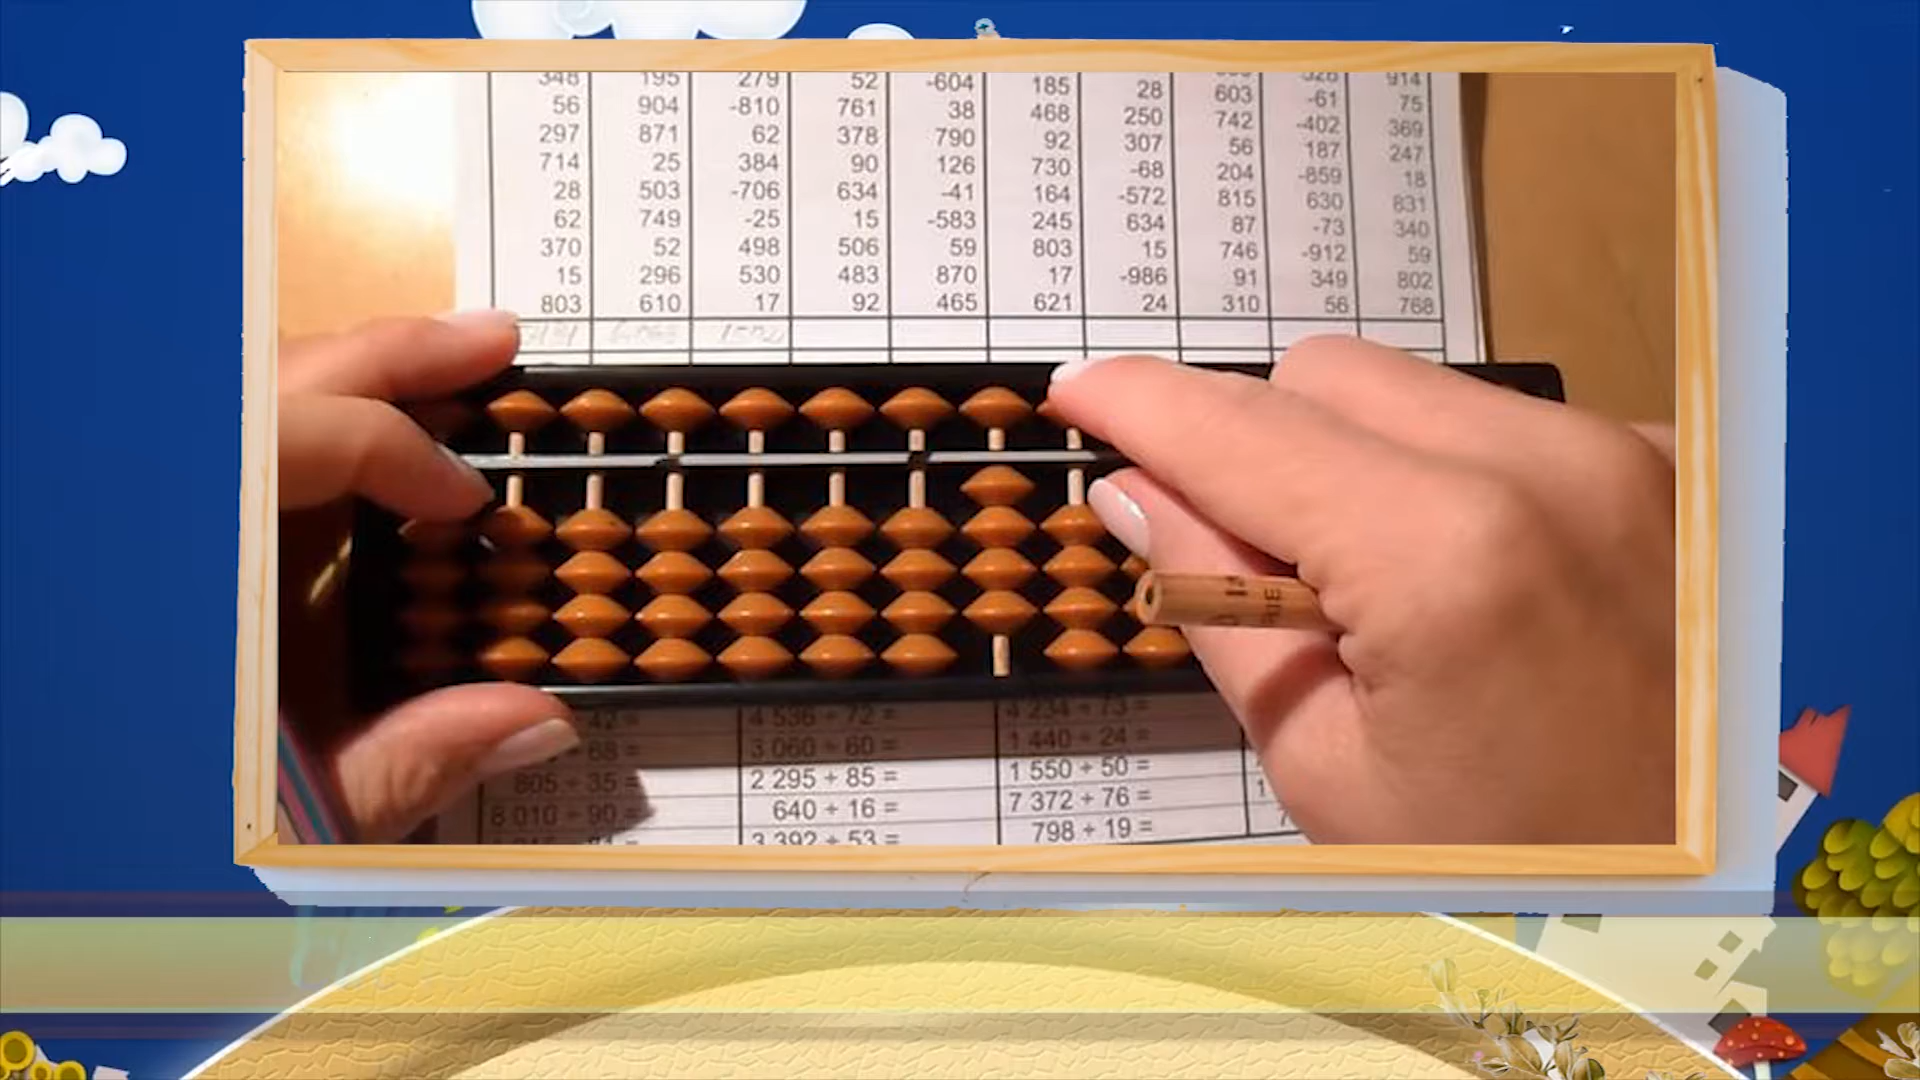 348 195 279 52 -604 185 28 914
56 904 -810 761 38 468 250 603 -61 75
297 871 62 378 790 92 307 742 -402 369
714 25 384 90 126 730 -68 56 187 247
28 503 -706 634 -41 164 -572 204 -859 18
62 749 -25 15 -583 245 634 815 630 831
370 52 498 506 59 803 15 87 -73 340
15 296 530 483 870 17 -986 746 -912 59
803 610 17 92 465 621 24 91 349 802
310 56 768
42 = 4 536 ÷ 72 = 4 234 ÷ 73 =
68 = 3 060 ÷ 60 = 1 440 ÷ 24 =
805 ÷ 35 = 2 295 ÷ 85 = 1 550 ÷ 50 =
8 010 ÷ 90 = 640 ÷ 16 = 7 372 ÷ 76 =
3 392 ÷ 53 = 798 ÷ 19 =